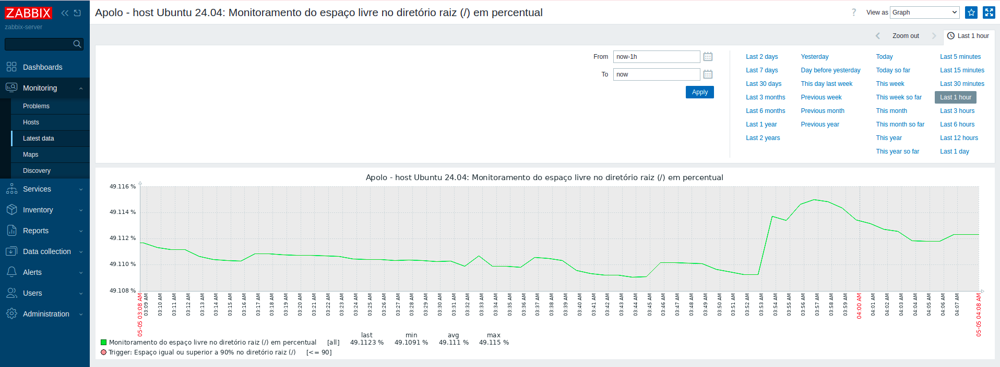 ZABBIX
zabbix-server
Dashboards
Monitoring
Problems
Hosts
Latest data
Maps
Discovery
Services
Inventory
Reports
Data collection
Alerts
Users
Administration
Apolo - host Ubuntu 24.04: Monitoramento do espaço livre no diretório raiz (/) em percentual
? View as Graph
Zoom out Last 1 hour
From now-1h
To now
Apply
Last 2 days Yesterday Today Last 5 minutes
Last 7 days Day before yesterday Today so far Last 15 minutes
Last 30 days This day last week This week Last 30 minutes
Last 3 months Previous week This week so far Last 1 hour
Last 6 months Previous month This month Last 3 hours
Last 1 year Previous year This month so far Last 6 hours
Last 2 years This year Last 12 hours
This year so far Last 1 day
Apolo - host Ubuntu 24.04: Monitoramento do espaço livre no diretório raiz (/) em percentual
49.116 %
49.114 %
49.112 %
49.110 %
49.108 %
05-05 03:08 AM
03:09 AM
03:10 AM
03:11 AM
03:12 AM
03:13 AM
03:14 AM
03:15 AM
03:16 AM
03:17 AM
03:18 AM
03:19 AM
03:20 AM
03:21 AM
03:22 AM
03:23 AM
03:24 AM
03:25 AM
03:26 AM
03:27 AM
03:28 AM
03:29 AM
03:30 AM
03:31 AM
03:32 AM
03:33 AM
03:34 AM
03:35 AM
03:36 AM
03:37 AM
03:38 AM
03:39 AM
03:40 AM
03:41 AM
03:42 AM
03:43 AM
03:44 AM
03:45 AM
03:46 AM
03:47 AM
03:48 AM
03:49 AM
03:50 AM
03:51 AM
03:52 AM
03:53 AM
03:54 AM
03:55 AM
03:56 AM
03:57 AM
03:58 AM
03:59 AM
04:00 AM
04:01 AM
04:02 AM
04:03 AM
04:04 AM
04:05 AM
04:06 AM
04:07 AM
05-05 04:08 AM
last min avg max
Monitoramento do espaço livre no diretório raiz (/) em percentual [all] 49.1123 % 49.1091 % 49.111 % 49.115 %
Trigger: Espaço igual ou superior a 90% no diretório raiz (/) [<= 90]